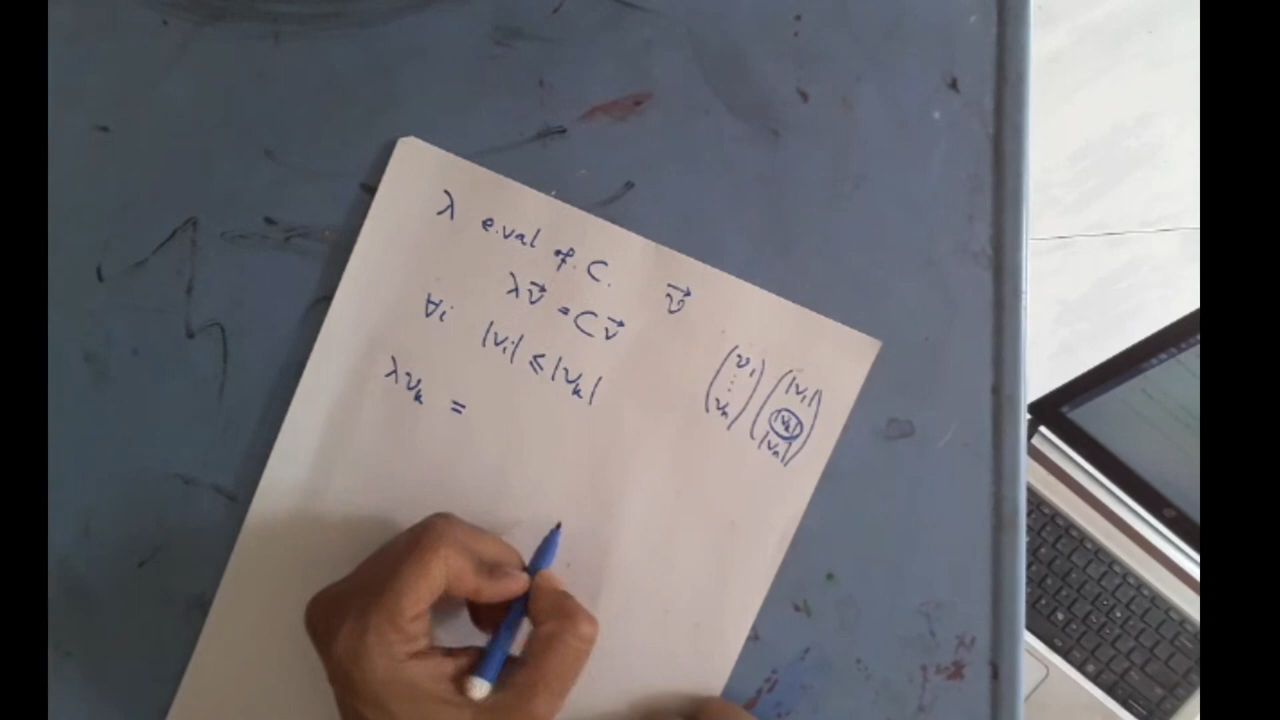 λ e.val of C. v⃗
λv⃗ = Cv⃗
∀i |vᵢ| ≤ |vₖ|
λvₖ =
(v₁ ⋮ vₙ) (|v₁| |vₖ| |vₙ|)